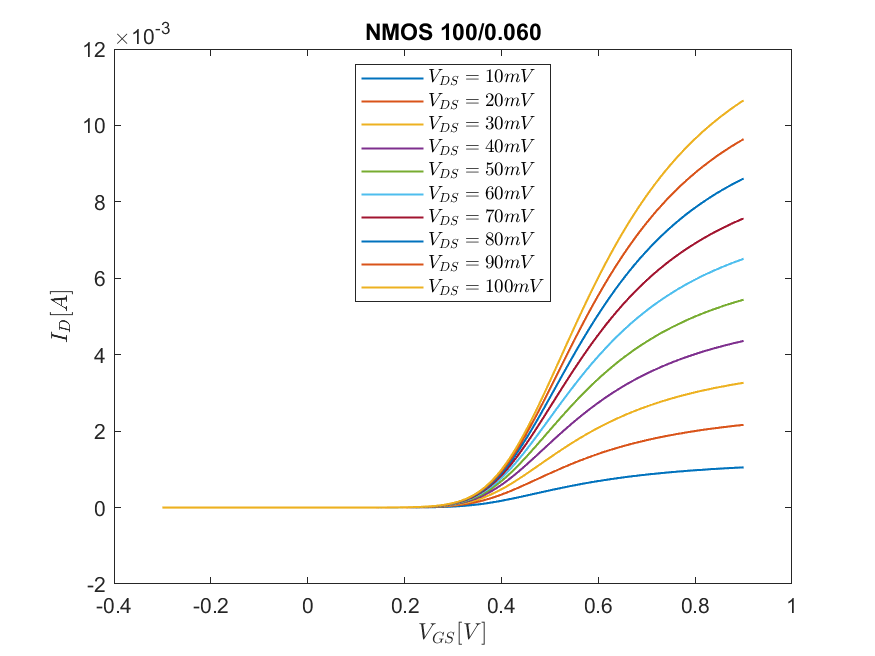 NMOS 100/0.060
×10⁻³
12
10
8
6
4
2
0
-2
I_D[A]
V_DS = 10mV
V_DS = 20mV
V_DS = 30mV
V_DS = 40mV
V_DS = 50mV
V_DS = 60mV
V_DS = 70mV
V_DS = 80mV
V_DS = 90mV
V_DS = 100mV
-0.4 -0.2 0 0.2 0.4 0.6 0.8 1
V_GS[V]